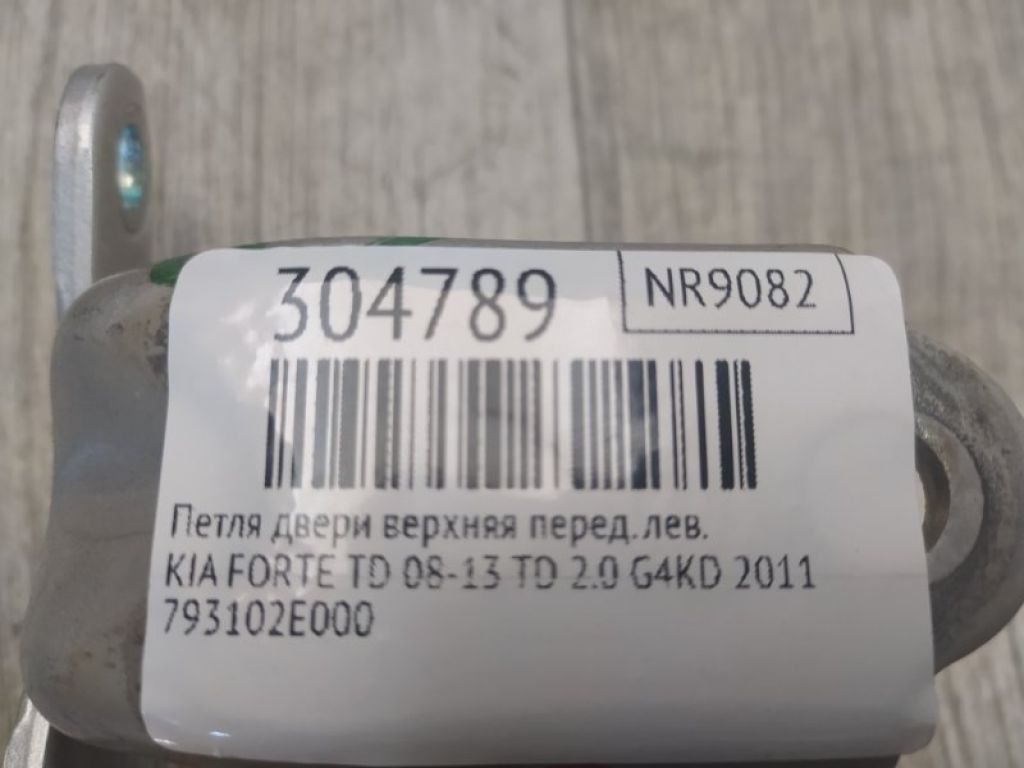 304789
NR9082
Петля двери верхняя перед.лев.
KIA FORTE TD 08-13 TD 2.0 G4KD 2011
793102E000